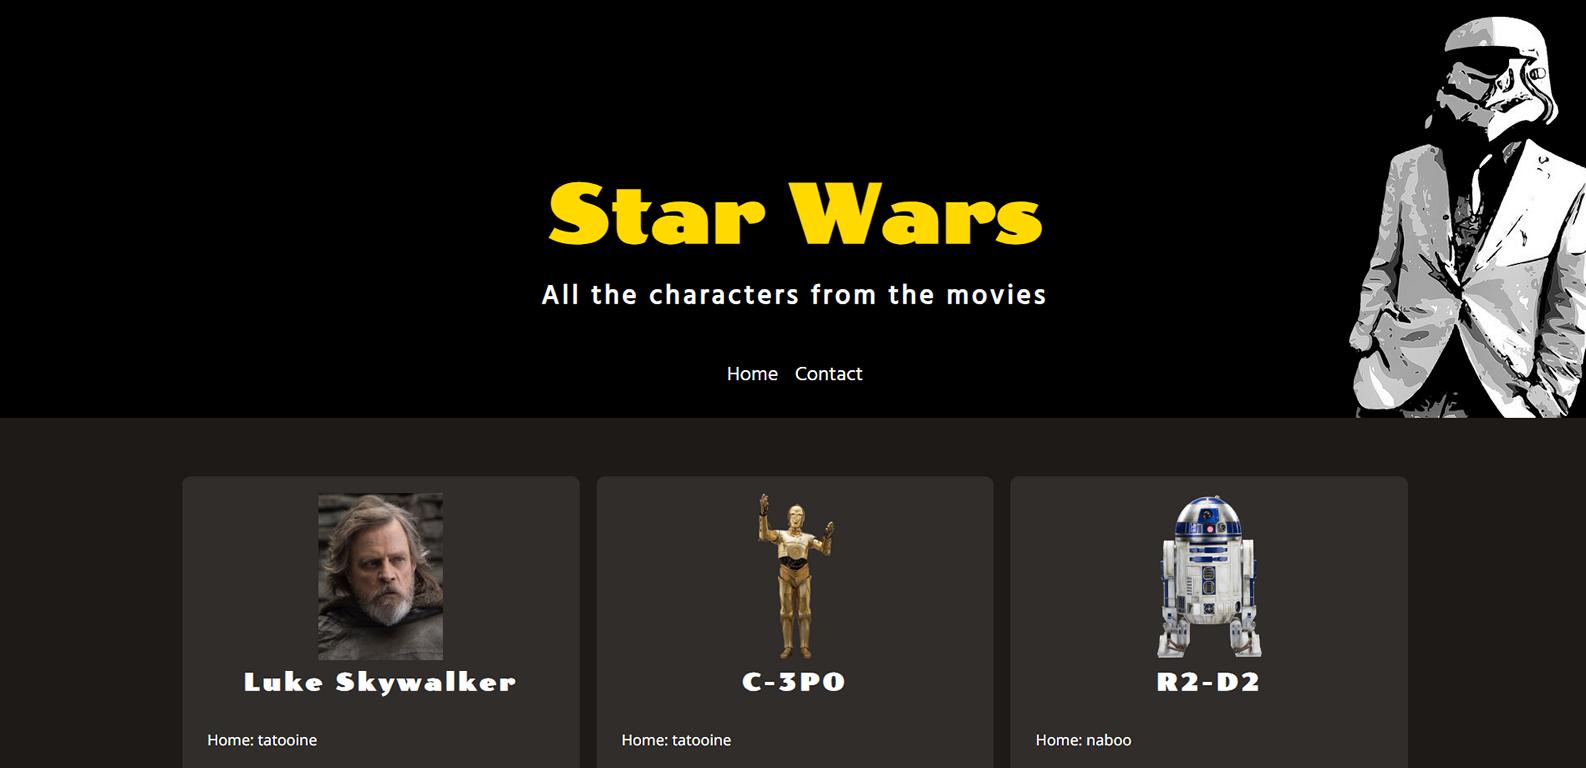 Star Wars
All the characters from the movies
Home Contact
Luke Skywalker
Home: tatooine
C-3PO
Home: tatooine
R2-D2
Home: naboo